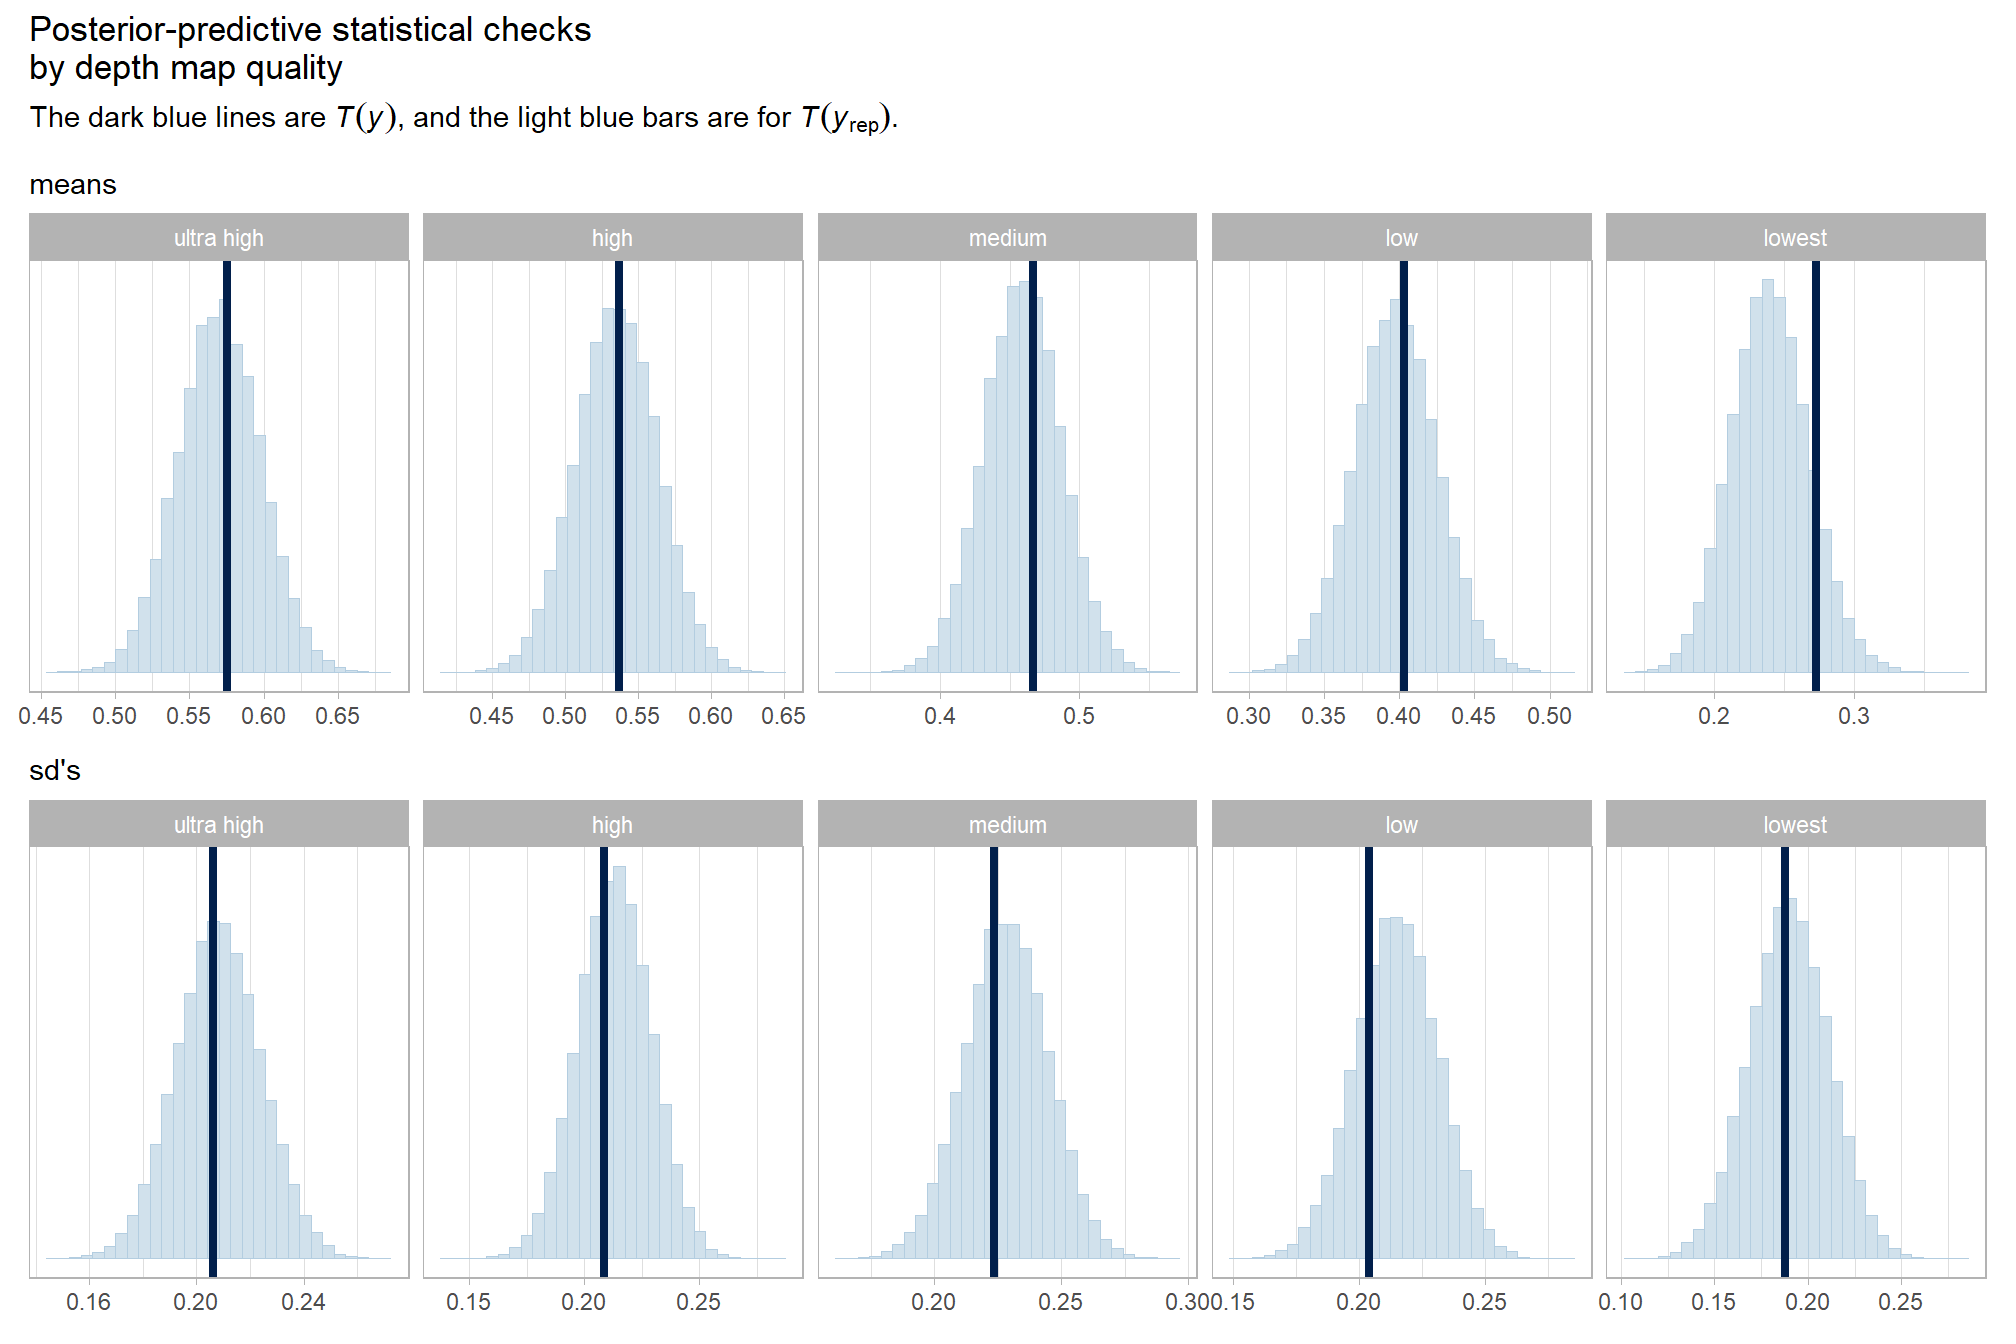 Posterior-predictive statistical checks
by depth map quality
The dark blue lines are T(y), and the light blue bars are for T(y_rep).
means
ultra high high medium low lowest
0.45 0.50 0.55 0.60 0.65 0.45 0.50 0.55 0.60 0.65 0.4 0.5 0.30 0.35 0.40 0.45 0.50 0.2 0.3
sd's
ultra high high medium low lowest
0.16 0.20 0.24 0.15 0.20 0.25 0.20 0.25 0.30 0.15 0.20 0.25 0.10 0.15 0.20 0.25